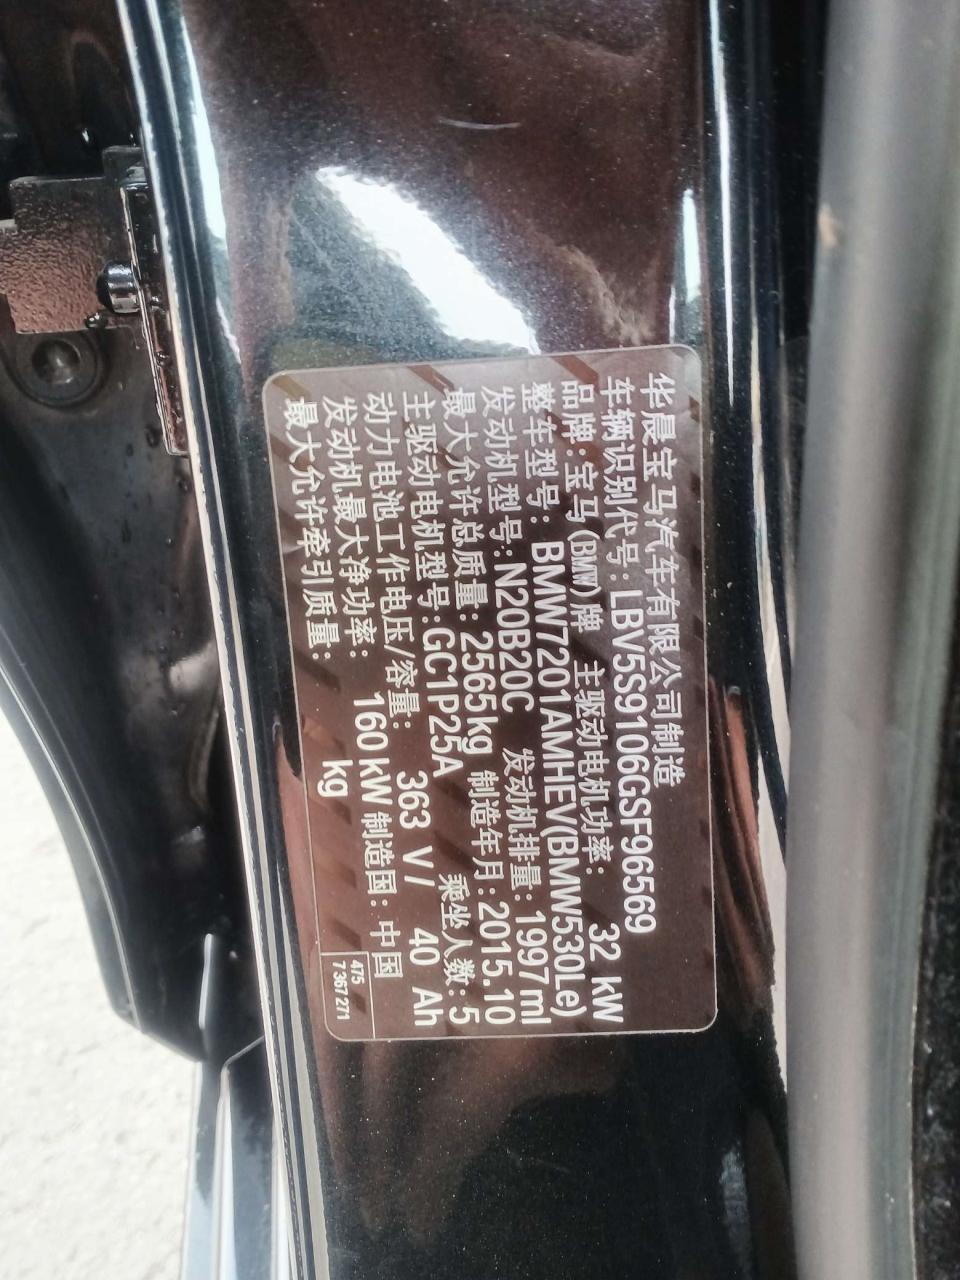 华晨宝马汽车有限公司制造
车辆识别代号:LBV5S9106GSF96569
品牌:宝马(BMW)牌 主驱动电机功率: 32 kW
整车型号: BMW7201AMHEV(BMW530Le)
发动机型号:N20B20C 发动机排量: 1997ml
最大允许总质量: 2565kg 制造年月:2015.10
主驱动电机型号:GC1P25A 乘坐人数:5
动力电池工作电压/容量: 363 V/ 40 Ah
发动机最大净功率: 160kW 制造国: 中国
最大允许牵引质量: kg
475
7 367 271